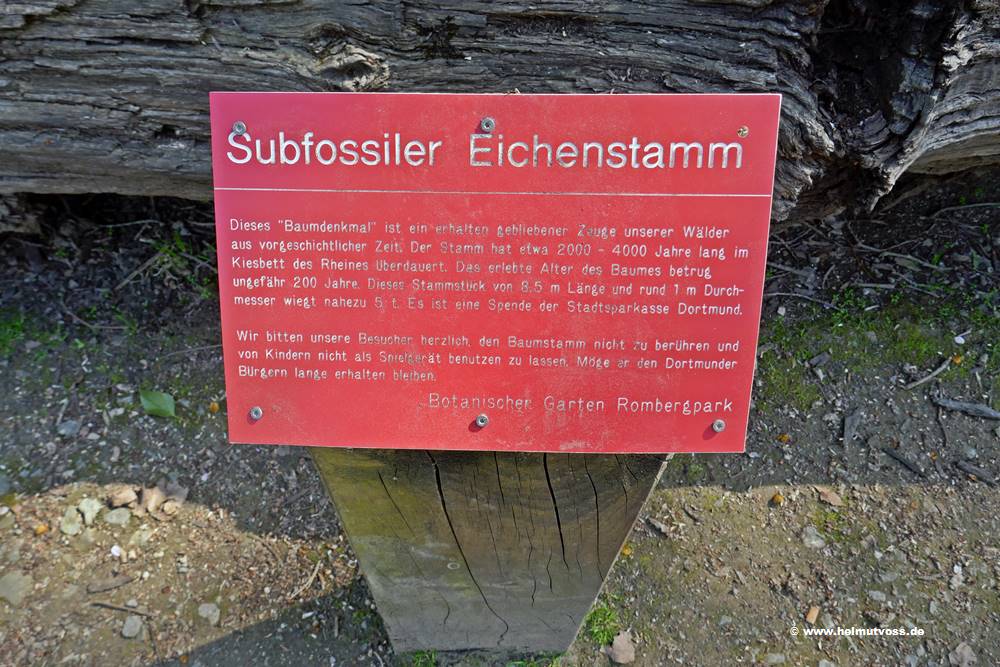 Subfossiler Eichenstamm
Dieses "Baumdenkmal" ist ein erhalten gebliebener Zeuge unserer Wälder
aus vorgeschichtlicher Zeit. Der Stamm hat etwa 2000 - 4000 Jahre lang im
Kiesbett des Rheines überdauert. Das erlebte Alter des Baumes betrug
ungefähr 200 Jahre. Dieses Stammstück von 8,5 m Länge und rund 1 m Durch-
messer wiegt nahezu 5 t. Es ist eine Spende der Stadtsparkasse Dortmund.
Wir bitten unsere Besucher herzlich, den Baumstamm nicht zu berühren und
von Kindern nicht als Spielgerät benutzen zu lassen. Möge er den Dortmunder
Bürgern lange erhalten bleiben.
Botanischer Garten Rombergpark
© www.helmutvoss.de